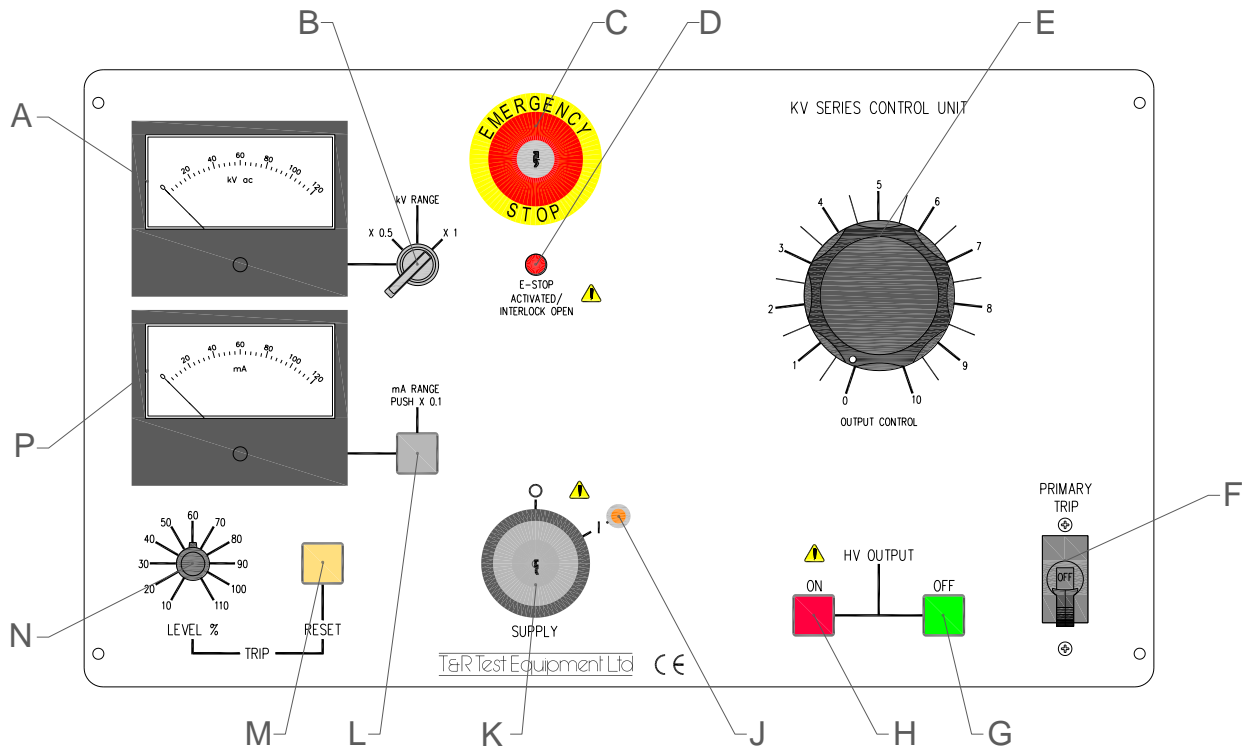 B
C
D
E
A
EMERGENCY
STOP
KV SERIES CONTROL UNIT
0 20 40 60 80 100 120
kV ac
kV RANGE
X 0.5
X 1
E-STOP
ACTIVATED/
INTERLOCK OPEN
0 1 2 3 4 5 6 7 8 9 10
OUTPUT CONTROL
P
0 20 40 60 80 100 120
mA
mA RANGE
PUSH X 0.1
L
F
PRIMARY
TRIP
OFF
10 20 30 40 50 60 70 80 90 100 110
LEVEL %
RESET
TRIP
O
I
SUPPLY
HV OUTPUT
ON
OFF
T&R Test Equipment Ltd CE
N
M
K
J
H
G